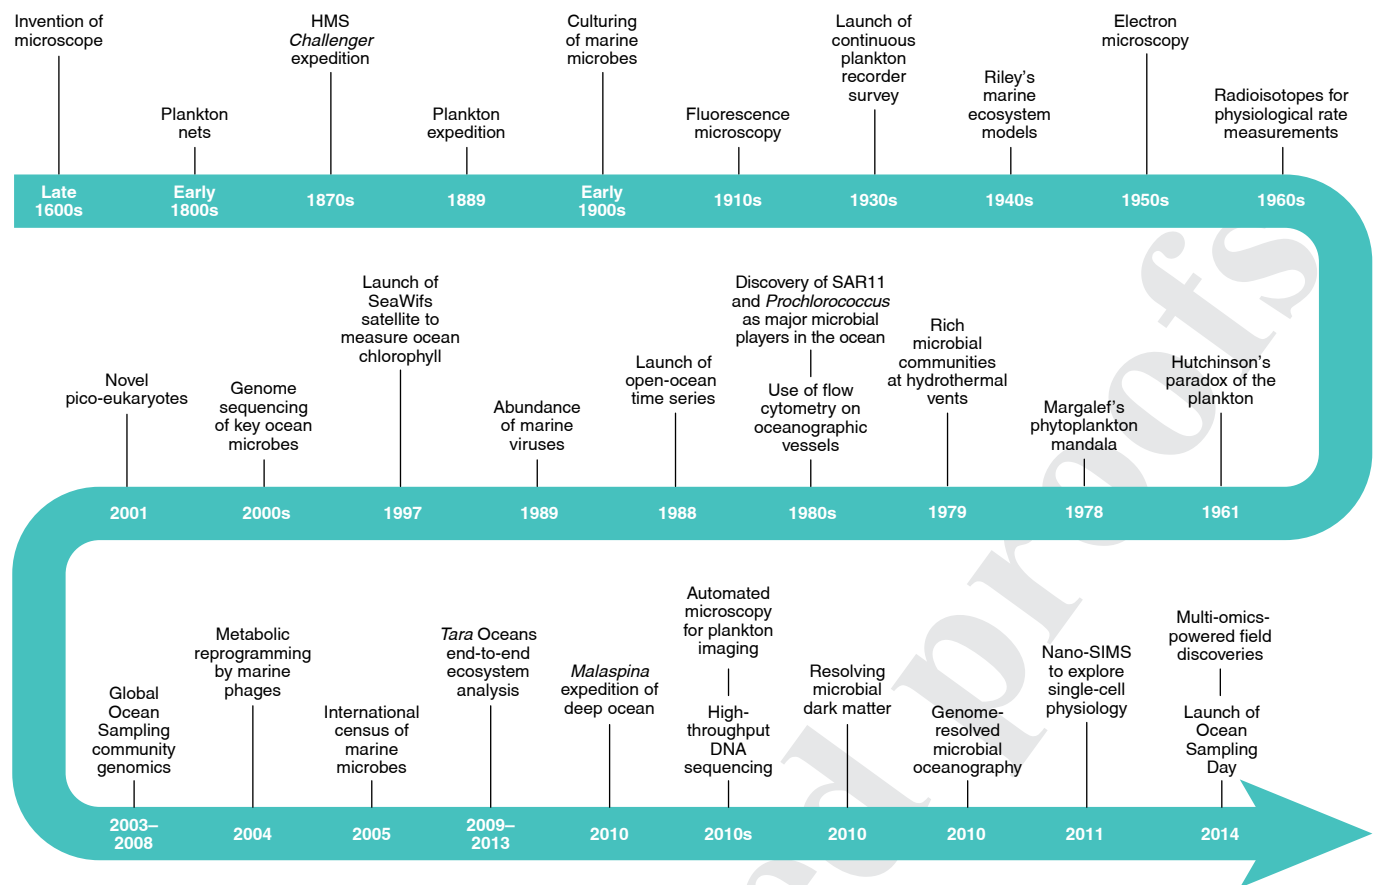 Invention of
microscope
Plankton
nets
HMS
Challenger
expedition
Plankton
expedition
Culturing
of marine
microbes
Fluorescence
microscopy
Launch of
continuous
plankton
recorder
survey
Riley's
marine
ecosystem
models
Electron
microscopy
Radioisotopes for
physiological rate
measurements
Late
1600s
Early
1800s
1870s
1889
Early
1900s
1910s
1930s
1940s
1950s
1960s
Novel
pico-eukaryotes
Genome
sequencing
of key ocean
microbes
Launch of
SeaWifs
satellite to
measure ocean
chlorophyll
Abundance
of marine
viruses
Launch of
open-ocean
time series
Discovery of SAR11
and Prochlorococcus
as major microbial
players in the ocean
Use of flow
cytometry on
oceanographic
vessels
Rich
microbial
communities
at hydrothermal
vents
Margalef's
phytoplankton
mandala
Hutchinson's
paradox of the
plankton
2001
2000s
1997
1989
1988
1980s
1979
1978
1961
Global
Ocean
Sampling
community
genomics
Metabolic
reprogramming
by marine
phages
International
census of
marine
microbes
Tara Oceans
end-to-end
ecosystem
analysis
Malaspina
expedition of
deep ocean
Automated
microscopy
for plankton
imaging
High-
throughput
DNA
sequencing
Resolving
microbial
dark matter
Genome-
resolved
microbial
oceanography
Nano-SIMS
to explore
single-cell
physiology
Multi-omics-
powered field
discoveries
Launch of
Ocean
Sampling
Day
2003–
2008
2004
2005
2009–
2013
2010
2010s
2010
2010
2011
2014
proofs